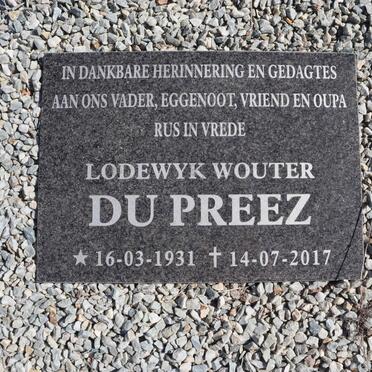 IN DANKBARE HERINNERING EN GEDAGTES
AAN ONS VADER, EGGENOOT, VRIEND EN OUPA
RUS IN VREDE
LODEWYK WOUTER
DU PREEZ
★ 16-03-1931 † 14-07-2017